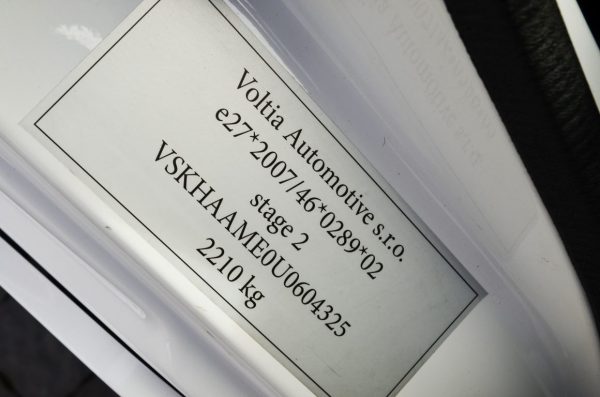 Voltia Automotive s.r.o.
e27*2007/46*0289*02
stage 2
VSKHAAME0U0604325
2210 kg